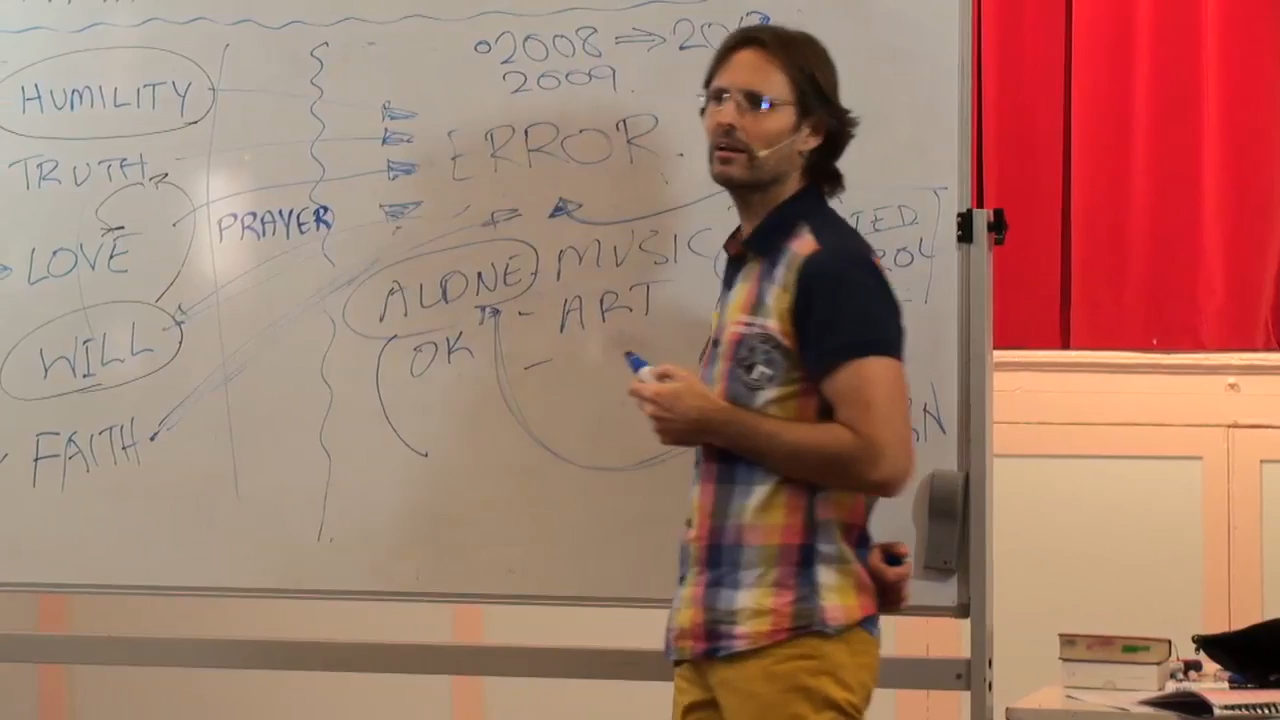 2008 ⇒
2009.
HUMILITY
ERROR.
TRUTH
PRAYER
LOVE
ALONE - MUSIC
- ART
WILL
OK -
FAITH